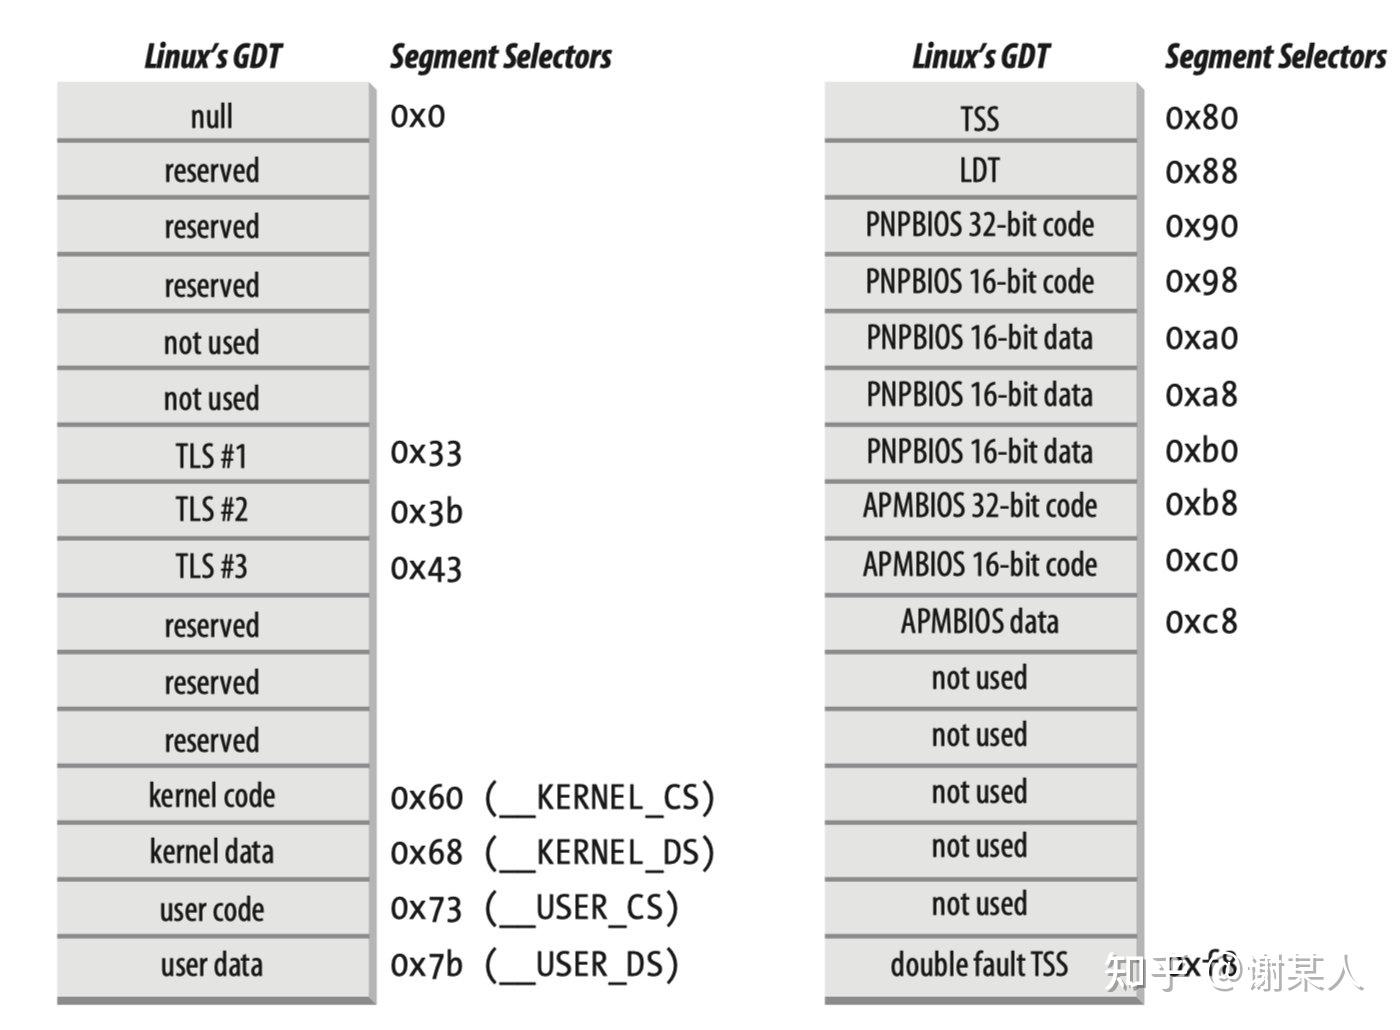 Linux's GDT Segment Selectors
null 0x0
reserved
reserved
reserved
not used
not used
TLS #1 0x33
TLS #2 0x3b
TLS #3 0x43
reserved
reserved
reserved
kernel code 0x60 (__KERNEL_CS)
kernel data 0x68 (__KERNEL_DS)
user code 0x73 (__USER_CS)
user data 0x7b (__USER_DS)
Linux's GDT Segment Selectors
TSS 0x80
LDT 0x88
PNPBIOS 32-bit code 0x90
PNPBIOS 16-bit code 0x98
PNPBIOS 16-bit data 0xa0
PNPBIOS 16-bit data 0xa8
PNPBIOS 16-bit data 0xb0
APMBIOS 32-bit code 0xb8
APMBIOS 16-bit code 0xc0
APMBIOS data 0xc8
not used
not used
not used
not used
not used
double fault TSS 0xf8
知乎 @谢某人